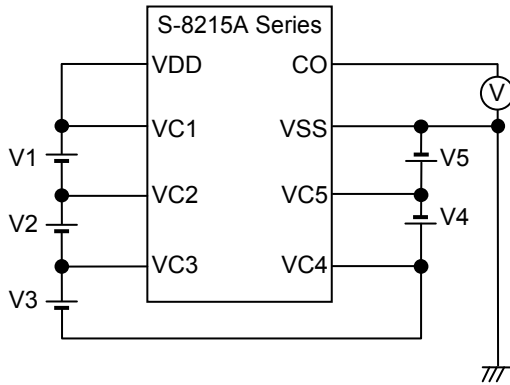 S-8215A Series
VDD
CO
V
VC1
VSS
V1
V5
VC2
VC5
V2
V4
VC3
VC4
V3